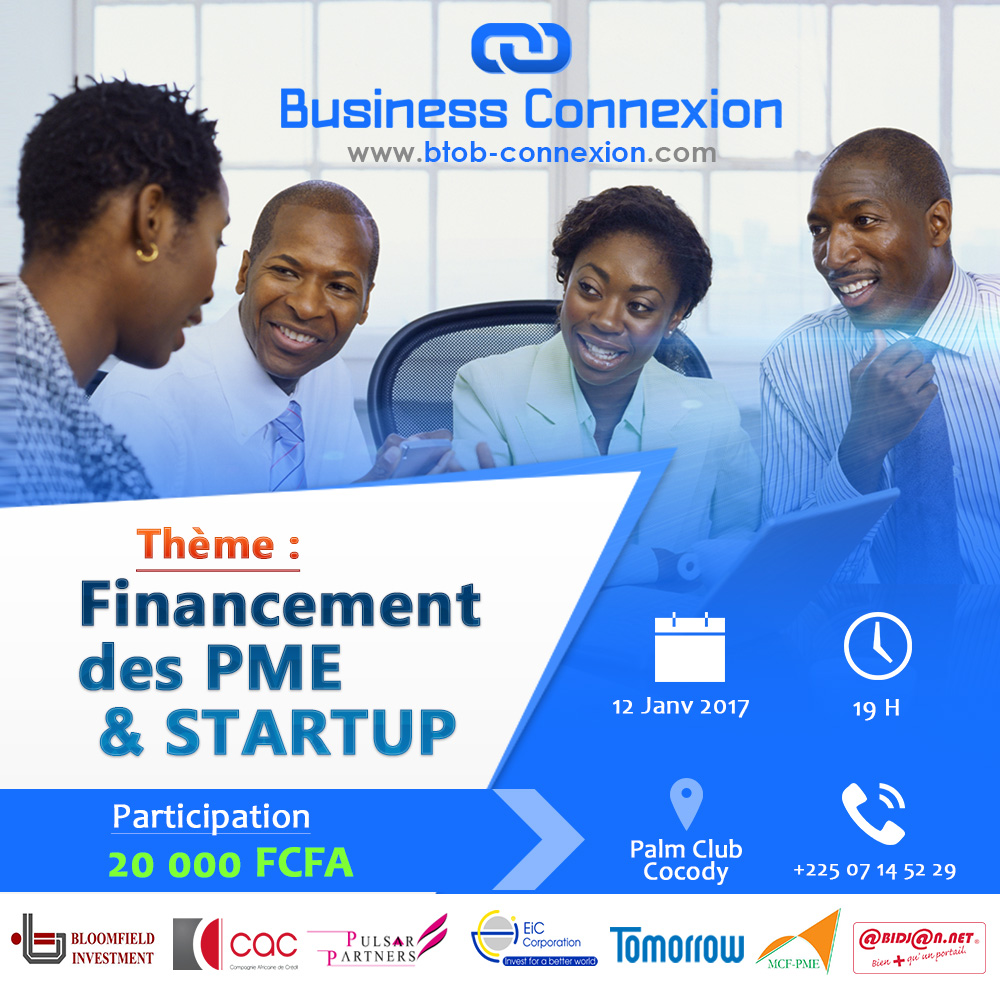 Business Connexion
www.btob-connexion.com
Thème :
Financement
des PME
& STARTUP
12 Janv 2017
19 H
Participation
20 000 FCFA
Palm Club
Cocody
+225 07 14 52 29
BLOOMFIELD
INVESTMENT
CAC
Compagnie Africaine de Crédit
PULSAR
PARTNERS
EiC
Corporation
Invest for a better world
Tomorrow
MCF-PME
@BIDJ@N.NET
Bien + qu'un portail.